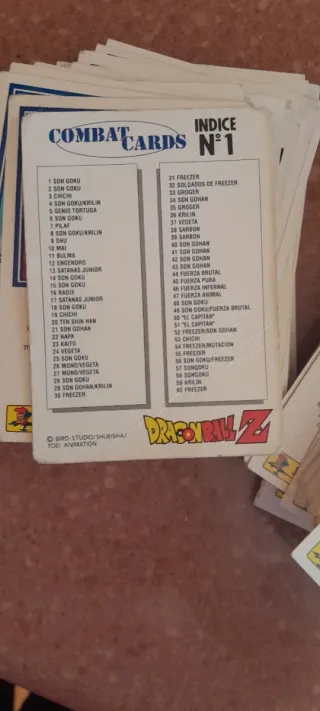 COMBAT CARDS
INDICE
Nº 1
1 SON GOKU
2 SON GOKU
3 CHICHI
4 SON GOKU/KRILIN
5 GENIO TORTUGA
6 SON GOKU
7 PILAF
8 SON GOKU/KRILIN
9 SHU
10 MAI
11 BULMA
12 ENGENDRO
13 SATANAS JUNIOR
14 SON GOKU
15 SON GOKU
16 RADIZ
17 SATANAS JUNIOR
18 SON GOKU
19 CHICHI
20 TEN SHIN HAN
21 SON GOHAN
22 NAPA
23 KAITO
24 VEGETA
25 SON GOKU
26 MONO/VEGETA
27 MONO/VEGETA
28 SON GOKU
29 SON GOHAN/KRILIN
30 FREEZER
31 FREEZER
32 SOLDADOS DE FREEZER
33 GROGER
34 SON GOHAN
35 GROGER
36 KRILIN
37 VEGETA
38 SARBON
39 SARBON
40 SON GOHAN
41 SON GOHAN
42 SON GOHAN
43 SON GOHAN
44 FUERZA BRUTAL
45 FUERZA PURA
46 FUERZA INFERNAL
47 FUERZA ANIMAL
48 SON GOKU
49 SON GOKU/FUERZA BRUTAL
50 "EL CAPITAN"
51 "EL CAPITAN"
52 FREEZER/SON GOHAN
53 CHICHI
54 FREEZER/MUTACION
55 FREEZER
56 SON GOKU/FREEZER
57 SONGOKU
58 SONGOKU
59 KRILIN
60 FREEZER
DRAGONBALL Z
© BIRD-STUDIO/SHUEISHA/
TOEI ANIMATION